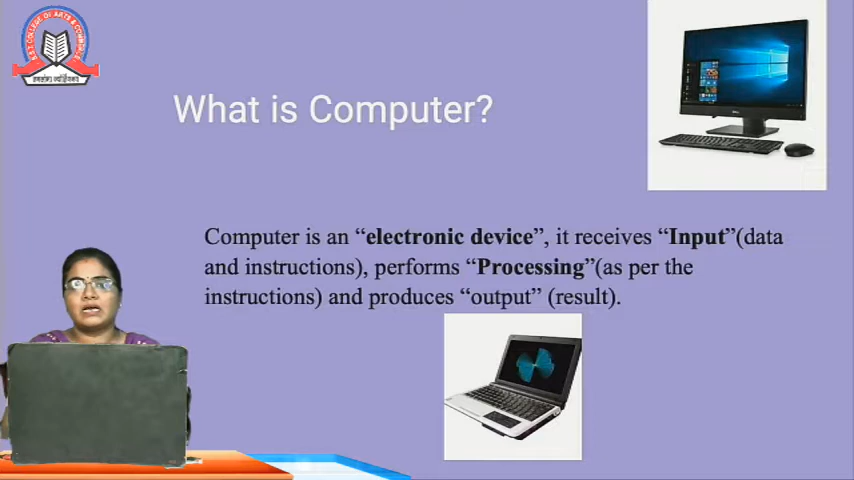 What is Computer?
Computer is an “electronic device”, it receives “Input”(data
and instructions), performs “Processing”(as per the
instructions) and produces “output” (result).